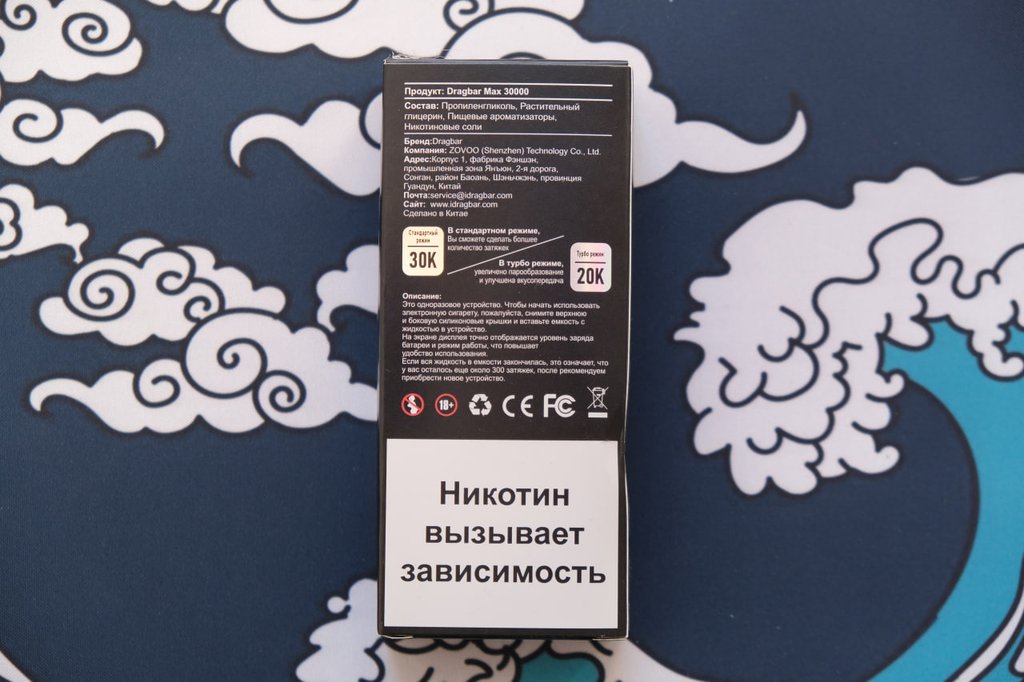 Продукт: Dragbar Max 30000
Состав: Пропиленгликоль, Растительный
глицерин, Пищевые ароматизаторы,
Никотиновые соли
Бренд:Dragbar
Компания: ZOVOO (Shenzhen) Technology Co., Ltd.
Адрес:Корпус 1, фабрика Фэншэн,
промышленная зона Янъюн, 2-я дорога,
Сонган, район Баоань, Шэньчжэнь, провинция
Гуандун, Китай
Почта:service@idragbar.com
Сайт: www.idragbar.com
Сделано в Китае
Стандартный
режим
30K
В стандартном режиме,
Вы сможете сделать большее
количество затяжек
В турбо режиме,
увеличено парообразование
и улучшена вкусопередача
Турбо режим
20K
Описание:
Это одноразовое устройство. Чтобы начать использовать
электронную сигарету, пожалуйста, снимите верхнюю
и боковую силиконовые крышки и вставьте емкость с
жидкостью в устройство.
На экране дисплея точно отображается уровень заряда
батареи и режим работы, что повышает
удобство использования.
Если вся жидкость в емкости закончилась, это означает, что
у вас осталось еще около 300 затяжек, после рекомендуем
приобрести новое устройство.
18+ CE FC
Никотин
вызывает
зависимость